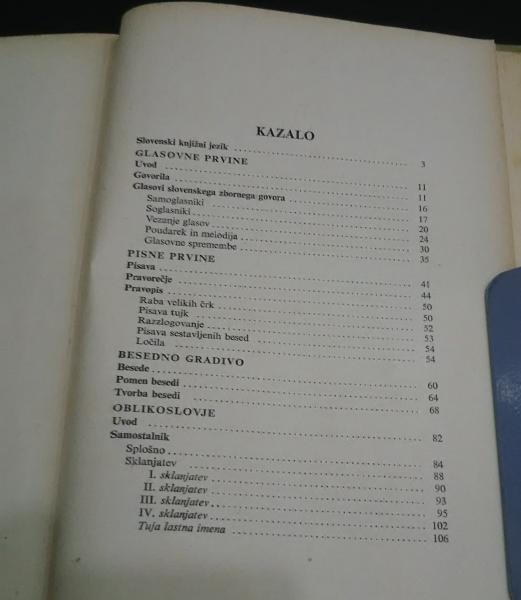 KAZALO
Slovenski knjižni jezik 3
GLASOVNE PRVINE
Uvod 11
Govorila 11
Glasovi slovenskega zbornega govora 16
Samoglasniki 17
Soglasniki 20
Vezanje glasov 24
Poudarek in melodija 30
Glasovne spremembe 35
PISNE PRVINE
Pisava 41
Pravorečje 44
Pravopis 50
Raba velikih črk 50
Pisava tujk 52
Razzlogovanje 53
Pisava sestavljenih besed 54
Ločila 54
BESEDNO GRADIVO
Besede 60
Pomen besedi 64
Tvorba besedi 68
OBLIKOSLOVJE
Uvod 82
Samostalnik
Splošno 84
Sklanjatev 88
I. sklanjatev 90
II. sklanjatev 93
III. sklanjatev 95
IV. sklanjatev 102
Tuja lastna imena 106